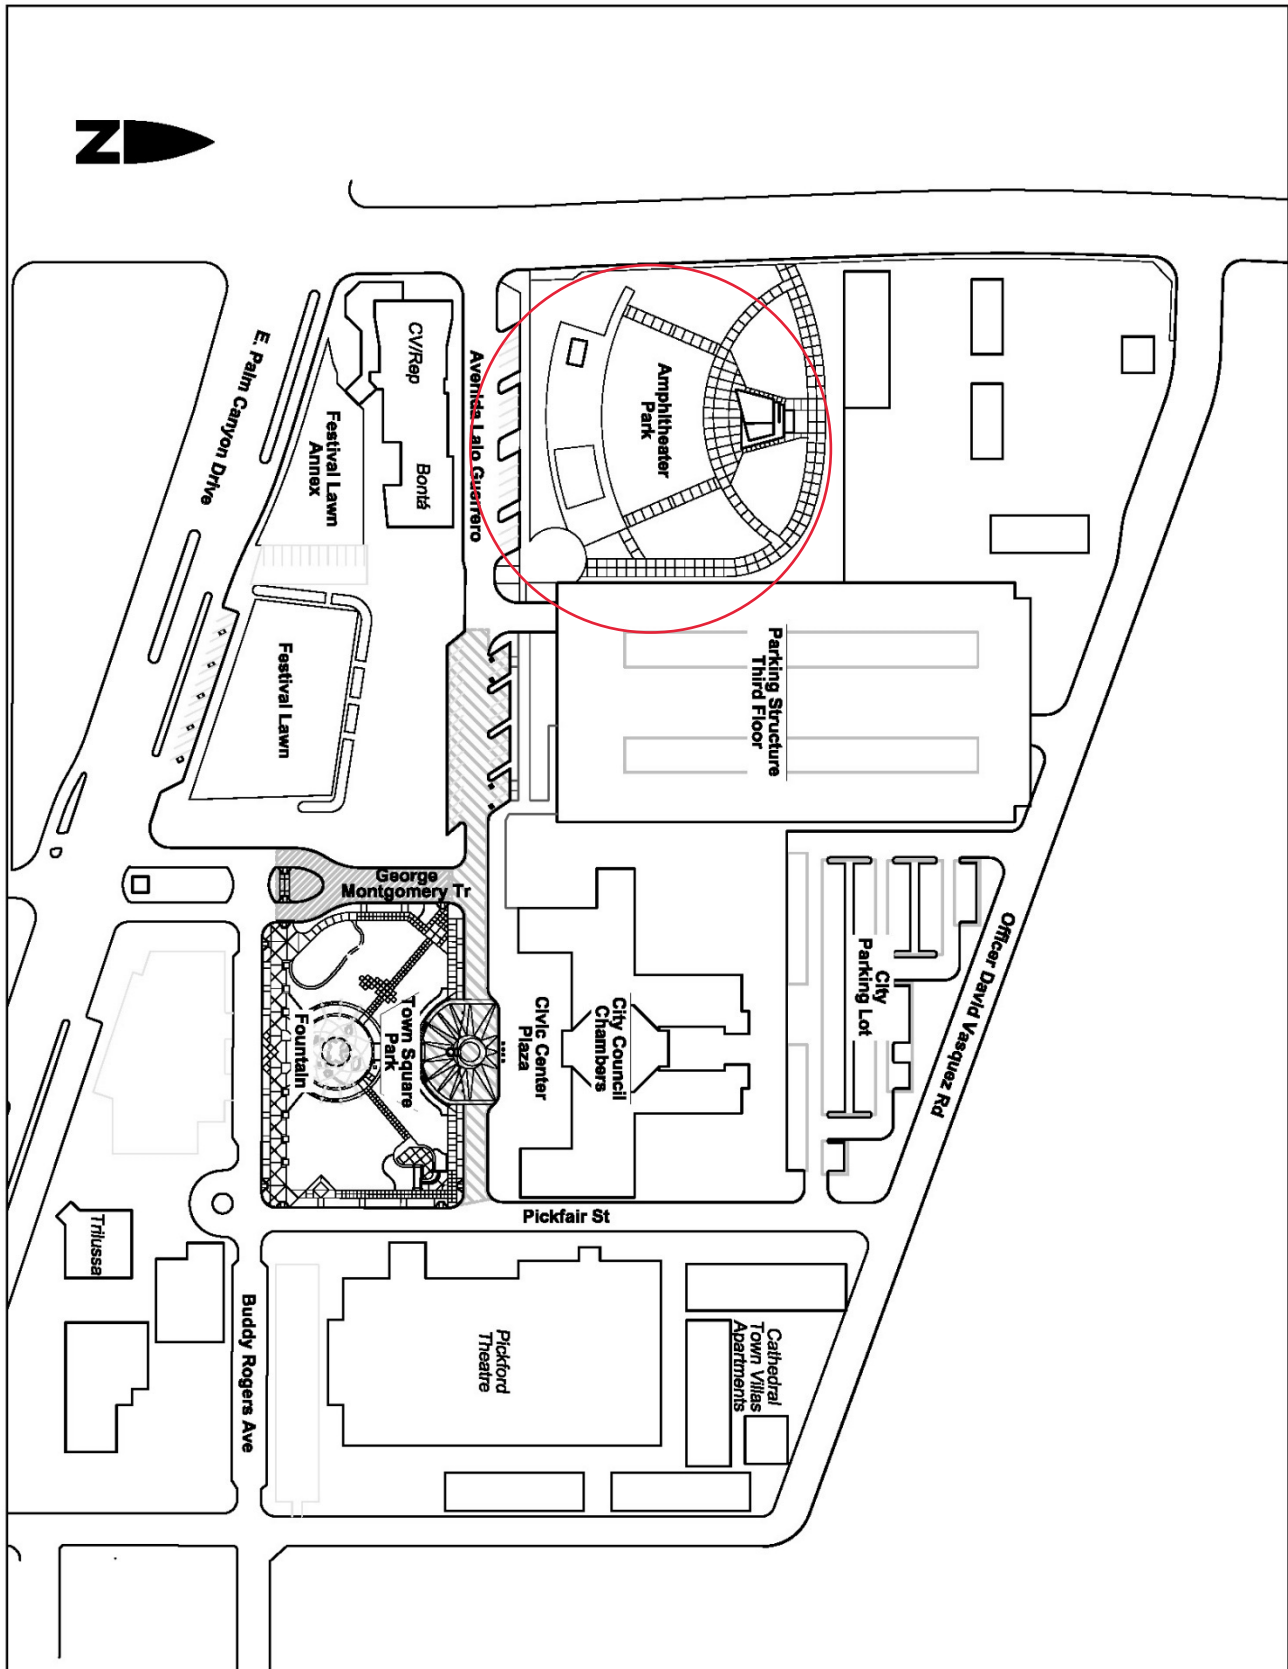 N
E. Palm Canyon Drive
CV/Rep
Bontá
Festival Lawn
Annex
Avenida Lalo Guerrero
Amphitheater
Park
Festival Lawn
Parking Structure
Third Floor
George
Montgomery Tr
Town Square
Park
Fountain
Civic Center
Plaza
City Council
Chambers
City
Parking Lot
Officer David Vasquez Rd
Pickfair St
Trilussa
Buddy Rogers Ave
Pickford
Theatre
Cathedral
Town Villas
Apartments